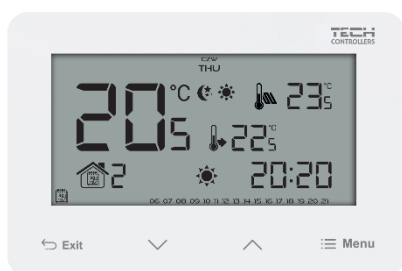 TECH
CONTROLLERS
CZW
THU
20.5 °C
23.5 °C
22.5 °C
2
20:20
06 07 08 09 10 11 12 13 14 15 16 17 18 19 20 21
Exit
Menu